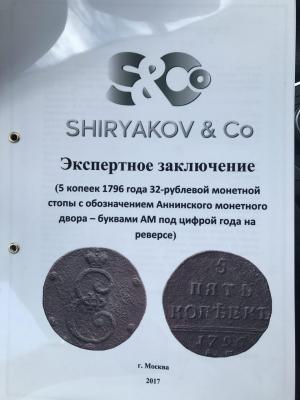 S&Co
SHIRYAKOV & Co
Экспертное заключение
(5 копеек 1796 года 32-рублевой монетной
стопы с обозначением Аннинского монетного
двора – буквами АМ под цифрой года на
реверсе)
5
ПЯТЬ
КОПѢЕКЪ
1796
г. Москва
2017